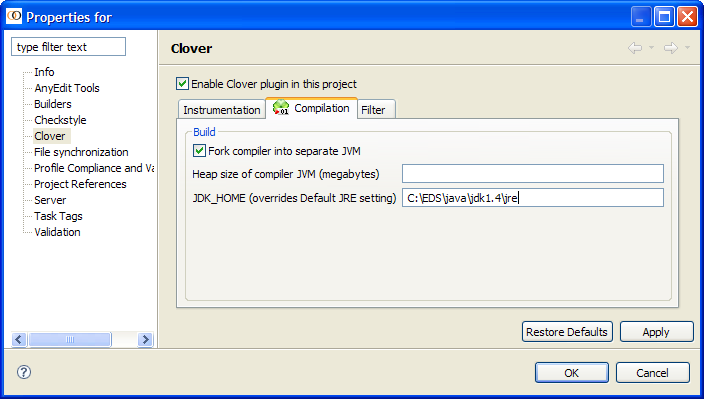 Properties for
type filter text
Info
AnyEdit Tools
Builders
Checkstyle
Clover
File synchronization
Profile Compliance and Va
Project References
Server
Task Tags
Validation
Clover
Enable Clover plugin in this project
Instrumentation
01 Compilation
Filter
Build
Fork compiler into separate JVM
Heap size of compiler JVM (megabytes)
JDK_HOME (overrides Default JRE setting) C:\EDS\java\jdk1.4\jre
Restore Defaults Apply
? OK Cancel